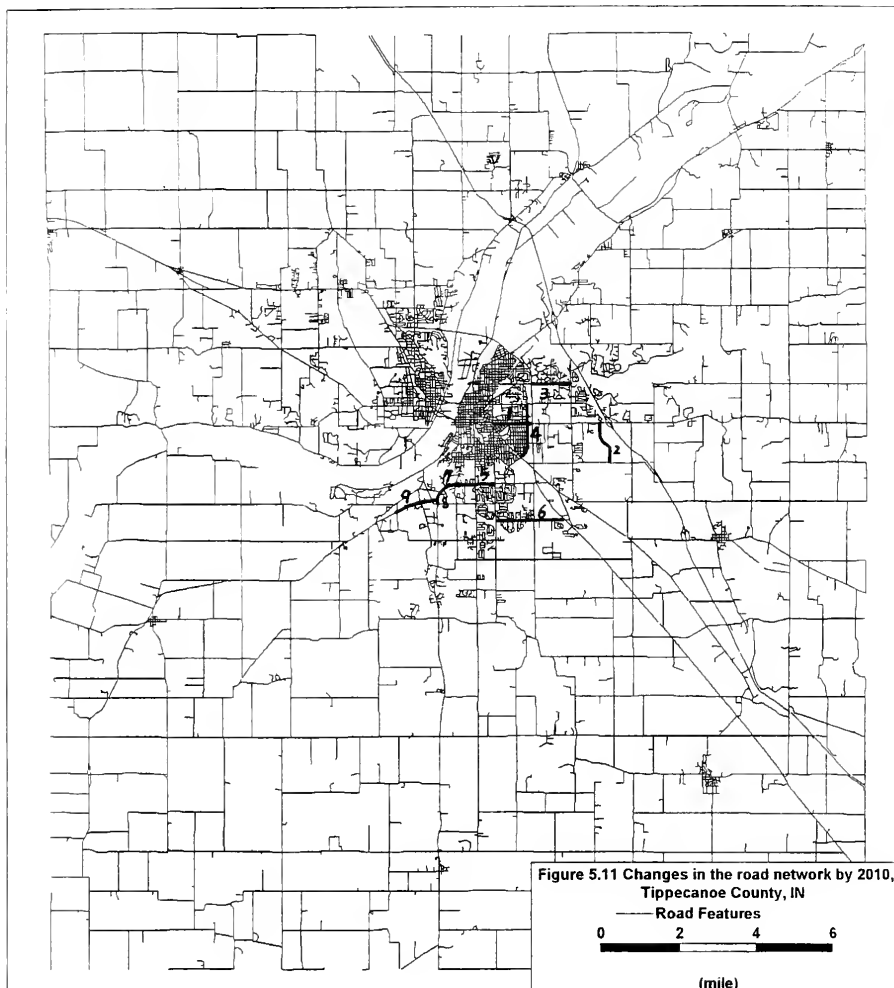 3
1
4
2
7
5
9
8
6
Figure 5.11 Changes in the road network by 2010,
Tippecanoe County, IN
Road Features
0 2 4 6
(mile)